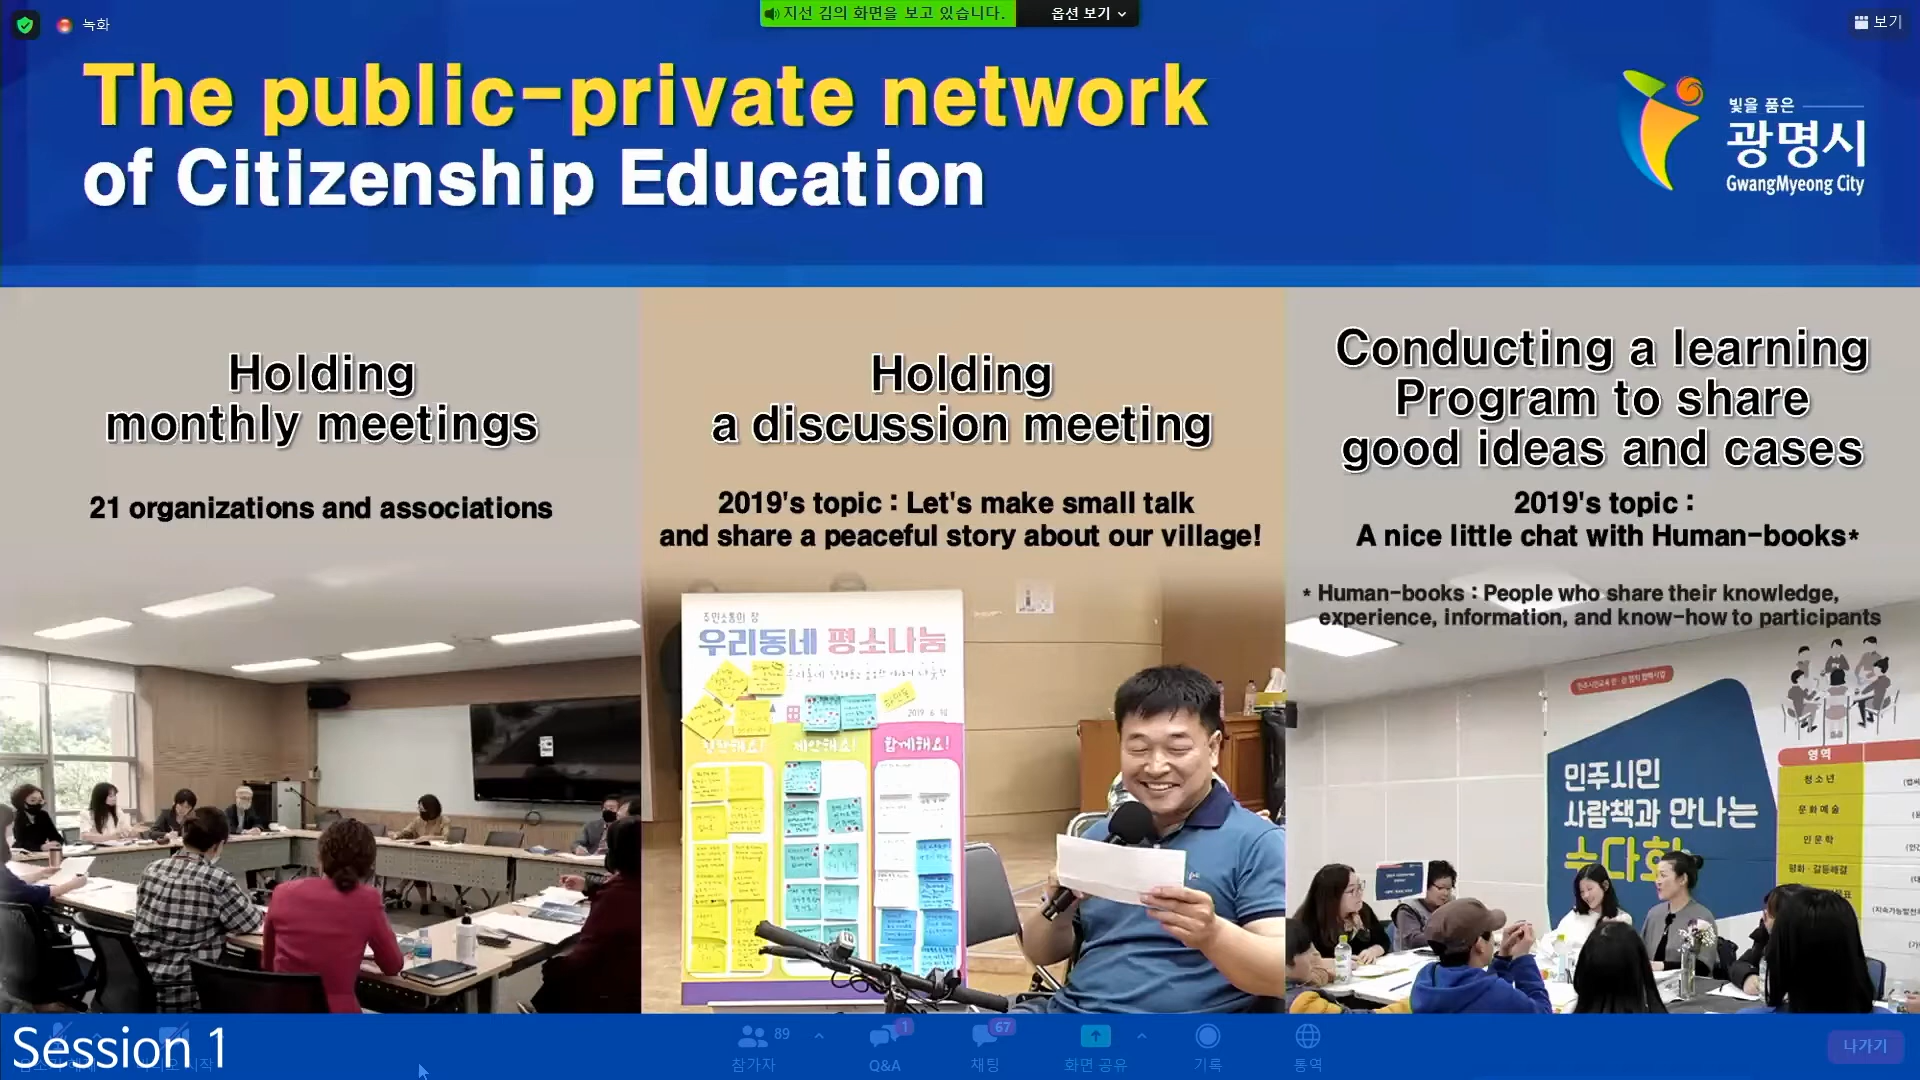 녹화
지선 김의 화면을 보고 있습니다.
옵션 보기
보기
The public-private network
of Citizenship Education
빛을 품은
광명시
GwangMyeong City
Holding
monthly meetings
21 organizations and associations
Holding
a discussion meeting
2019's topic : Let's make small talk
and share a peaceful story about our village!
Conducting a learning
Program to share
good ideas and cases
2019's topic :
A nice little chat with Human-books*
* Human-books : People who share their knowledge,
experience, information, and know-how to participants
주민소통의 장
우리동네 평소나눔
2019. 6. 10
제안해요!
함께해요!
민주시민
사람책과 만나는
수다회
영역
청소년
문화예술
인문학
평화·갈등해결
Session 1
89
참가자
1
Q&A
67
채팅
화면 공유
기록
통역
나가기